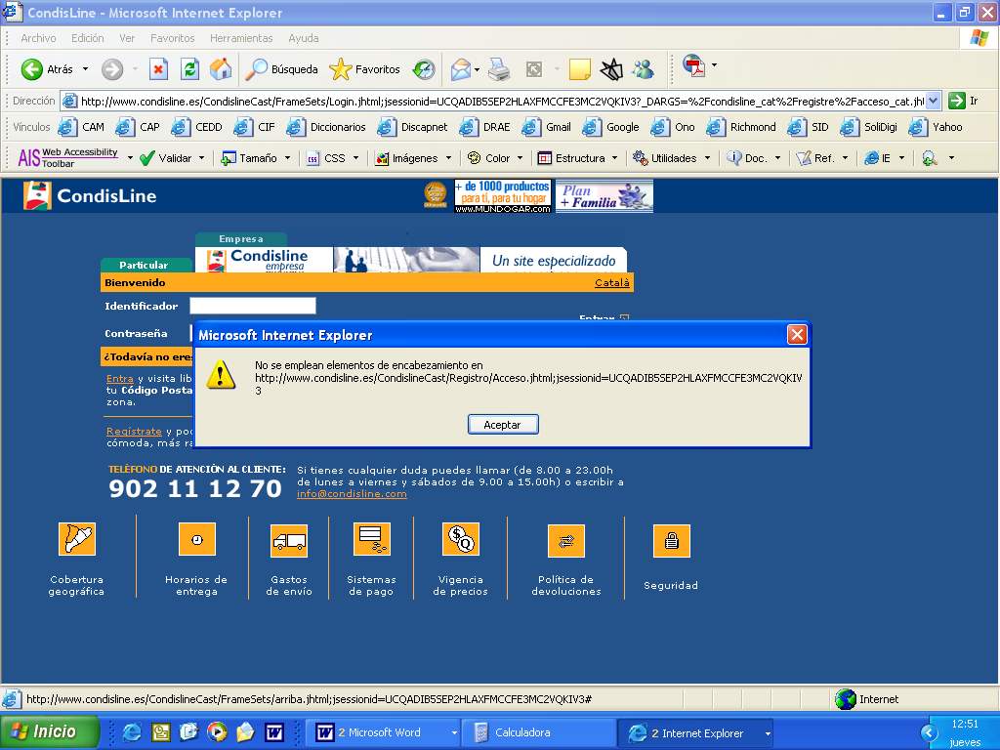 CondisLine - Microsoft Internet Explorer
Archivo Edición Ver Favoritos Herramientas Ayuda
Atrás Búsqueda Favoritos
Dirección http://www.condisline.es/CondislineCast/FrameSets/Login.jhtml;jsessionid=UCQADIB5SEP2HLAXFMCCFE3MC2VQKIV3?_DARGS=%2Fcondisline_cat%2Fregistre%2Facceso_cat.jhl Ir
Vínculos CAM CAP CEDD CIF Diccionarios Discapnet DRAE Gmail Google Ono Richmond SID SoliDigi Yahoo
AIS Web Accessibility Toolbar Validar Tamaño CSS Imágenes Color Estructura Utilidades Doc. Ref. IE
CondisLine
+ de 1000 productos
para tí, para tu hogar
www.MUNDOGAR.com
Plan
+ Familia
Empresa
Condisline
empresa
Un site especializado
Particular
Bienvenido Català
Identificador
Entrar
Contraseña
¿Todavía no ere
Entra y visita lib
tu Código Posta
zona.
Regístrate y poc
cómoda, más ra
Microsoft Internet Explorer
No se emplean elementos de encabezamiento en
http://www.condisline.es/CondislineCast/Registro/Acceso.jhtml;jsessionid=UCQADIB5SEP2HLAXFMCCFE3MC2VQKIV
3
Aceptar
TELÉFONO DE ATENCIÓN AL CLIENTE:
902 11 12 70
Si tienes cualquier duda puedes llamar (de 8.00 a 23.00h
de lunes a viernes y sábados de 9.00 a 15.00h) o escribir a
info@condisline.com
Cobertura
geográfica
Horarios de
entrega
Gastos
de envío
Sistemas
de pago
Vigencia
de precios
Política de
devoluciones
Seguridad
http://www.condisline.es/CondislineCast/FrameSets/arriba.jhtml;jsessionid=UCQADIB5SEP2HLAXFMCCFE3MC2VQKIV3# Internet
Inicio 2 Microsoft Word Calculadora 2 Internet Explorer 12:51
jueves